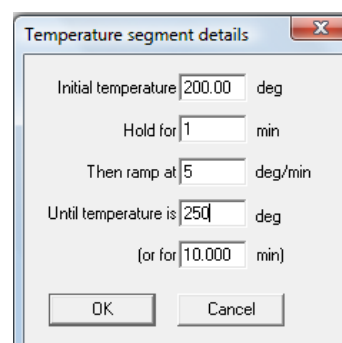 Temperature segment details
Initial temperature 200.00 deg
Hold for 1 min
Then ramp at 5 deg/min
Until temperature is 250 deg
(or for 10.000 min)
OK Cancel